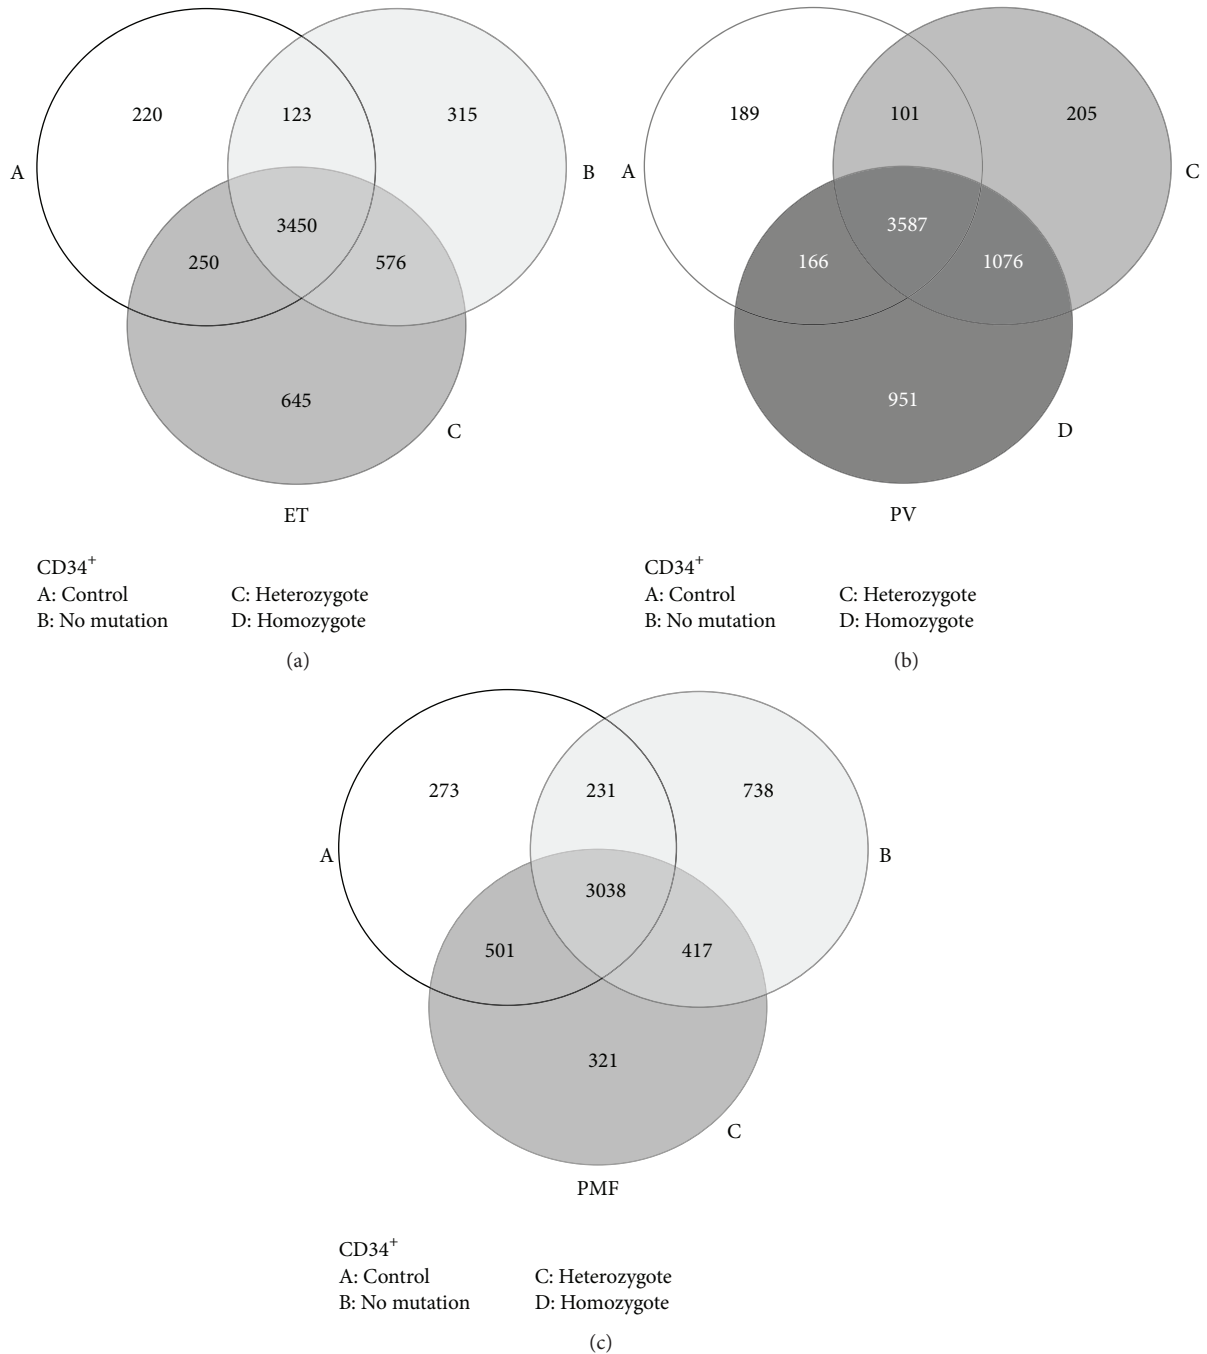 220 123 315
A B
3450
250 576
645
C
ET
CD34+
A: Control C: Heterozygote
B: No mutation D: Homozygote
(a)
189 101 205
A C
3587
166 1076
951
D
PV
CD34+
A: Control C: Heterozygote
B: No mutation D: Homozygote
(b)
273 231 738
A B
3038
501 417
321
C
PMF
CD34+
A: Control C: Heterozygote
B: No mutation D: Homozygote
(c)